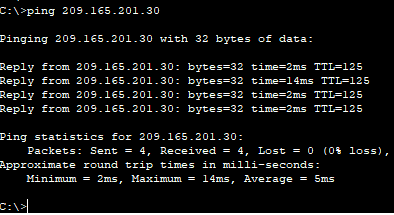 C:\>ping 209.165.201.30
Pinging 209.165.201.30 with 32 bytes of data:
Reply from 209.165.201.30: bytes=32 time=2ms TTL=125
Reply from 209.165.201.30: bytes=32 time=14ms TTL=125
Reply from 209.165.201.30: bytes=32 time=2ms TTL=125
Reply from 209.165.201.30: bytes=32 time=2ms TTL=125
Ping statistics for 209.165.201.30:
    Packets: Sent = 4, Received = 4, Lost = 0 (0% loss),
Approximate round trip times in milli-seconds:
    Minimum = 2ms, Maximum = 14ms, Average = 5ms
C:\>